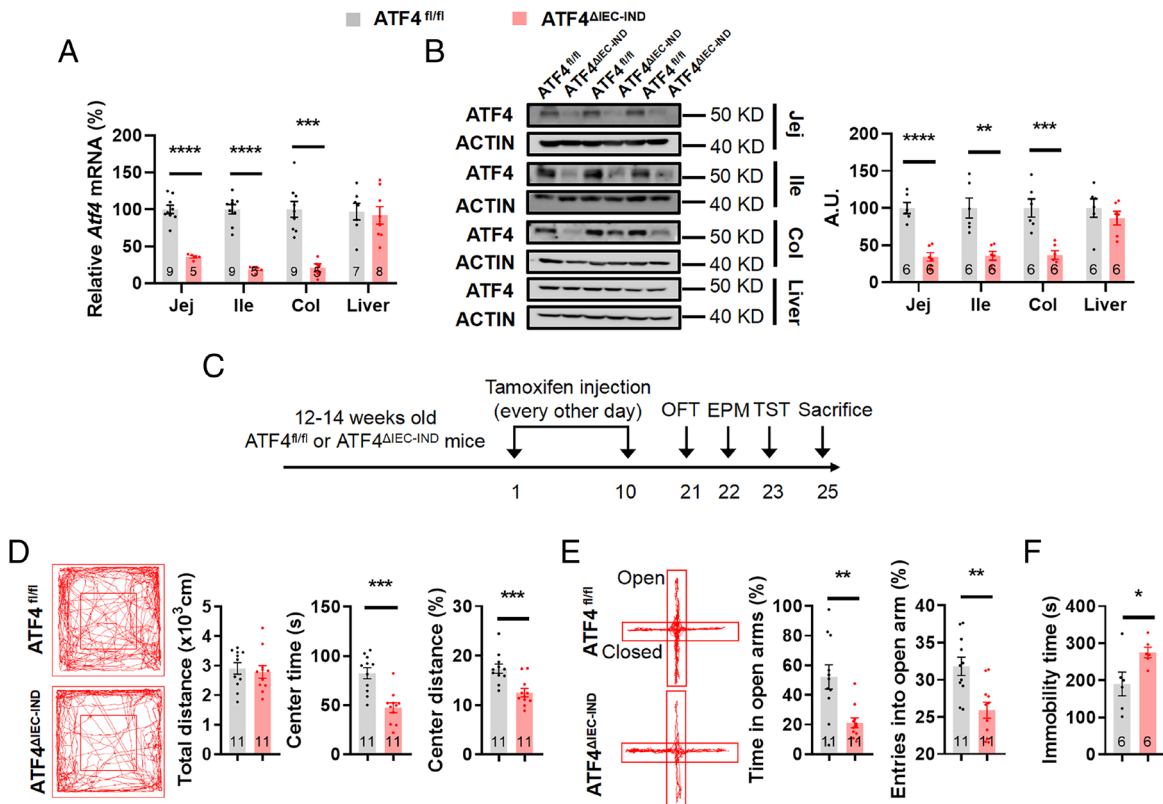 ATF4 fl/fl ATF4ΔIEC-IND
A
Relative Atf4 mRNA (%)
200
150
100
50
0
**** **** ***
9 5 9 5 9 5 7 8
Jej Ile Col Liver
B
ATF4fl/fl ATF4ΔIEC-IND ATF4fl/fl ATF4ΔIEC-IND ATF4fl/fl ATF4ΔIEC-IND
ATF4 50 KD
ACTIN 40 KD
Jej
ATF4 50 KD
ACTIN 40 KD
Ile
ATF4 50 KD
ACTIN 40 KD
Col
ATF4 50 KD
ACTIN 40 KD
Liver
A.U.
200
150
100
50
0
**** ** ***
6 6 6 6 6 6 6 6
Jej Ile Col Liver
C
12-14 weeks old
ATF4fl/fl or ATF4ΔIEC-IND mice
Tamoxifen injection
(every other day)
OFT EPM TST Sacrifice
1 10 21 22 23 25
D
ATF4 fl/fl
ATF4ΔIEC-IND
Total distance (x10³cm)
5
4
3
2
1
0
11 11
Center time (s)
150
100
50
0
***
11 11
Center distance (%)
30
20
10
0
***
11 11
E
ATF4 fl/fl
ATF4ΔIEC-IND
Open
Closed
Time in open arms (%)
100
80
60
40
20
0
**
11 11
Entries into open arm (%)
40
35
30
25
20
**
11 11
F
Immobility time (s)
400
300
200
100
0
*
6 6